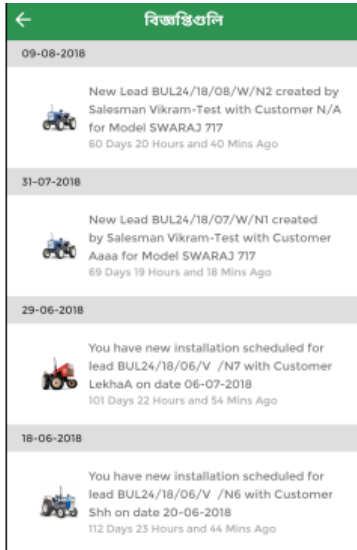 বিজ্ঞপ্তিগুলি
09-08-2018
New Lead BUL24/18/08/W/N2 created by
Salesman Vikram-Test with Customer N/A
for Model SWARAJ 717
60 Days 20 Hours and 40 Mins Ago
31-07-2018
New Lead BUL24/18/07/W/N1 created
by Salesman Vikram-Test with Customer
Aaaa for Model SWARAJ 717
69 Days 19 Hours and 18 Mins Ago
29-06-2018
You have new installation scheduled for
lead BUL24/18/06/V /N7 with Customer
LekhaA on date 06-07-2018
101 Days 22 Hours and 54 Mins Ago
18-06-2018
You have new installation scheduled for
lead BUL24/18/06/V /N6 with Customer
Shh on date 20-06-2018
112 Days 23 Hours and 44 Mins Ago